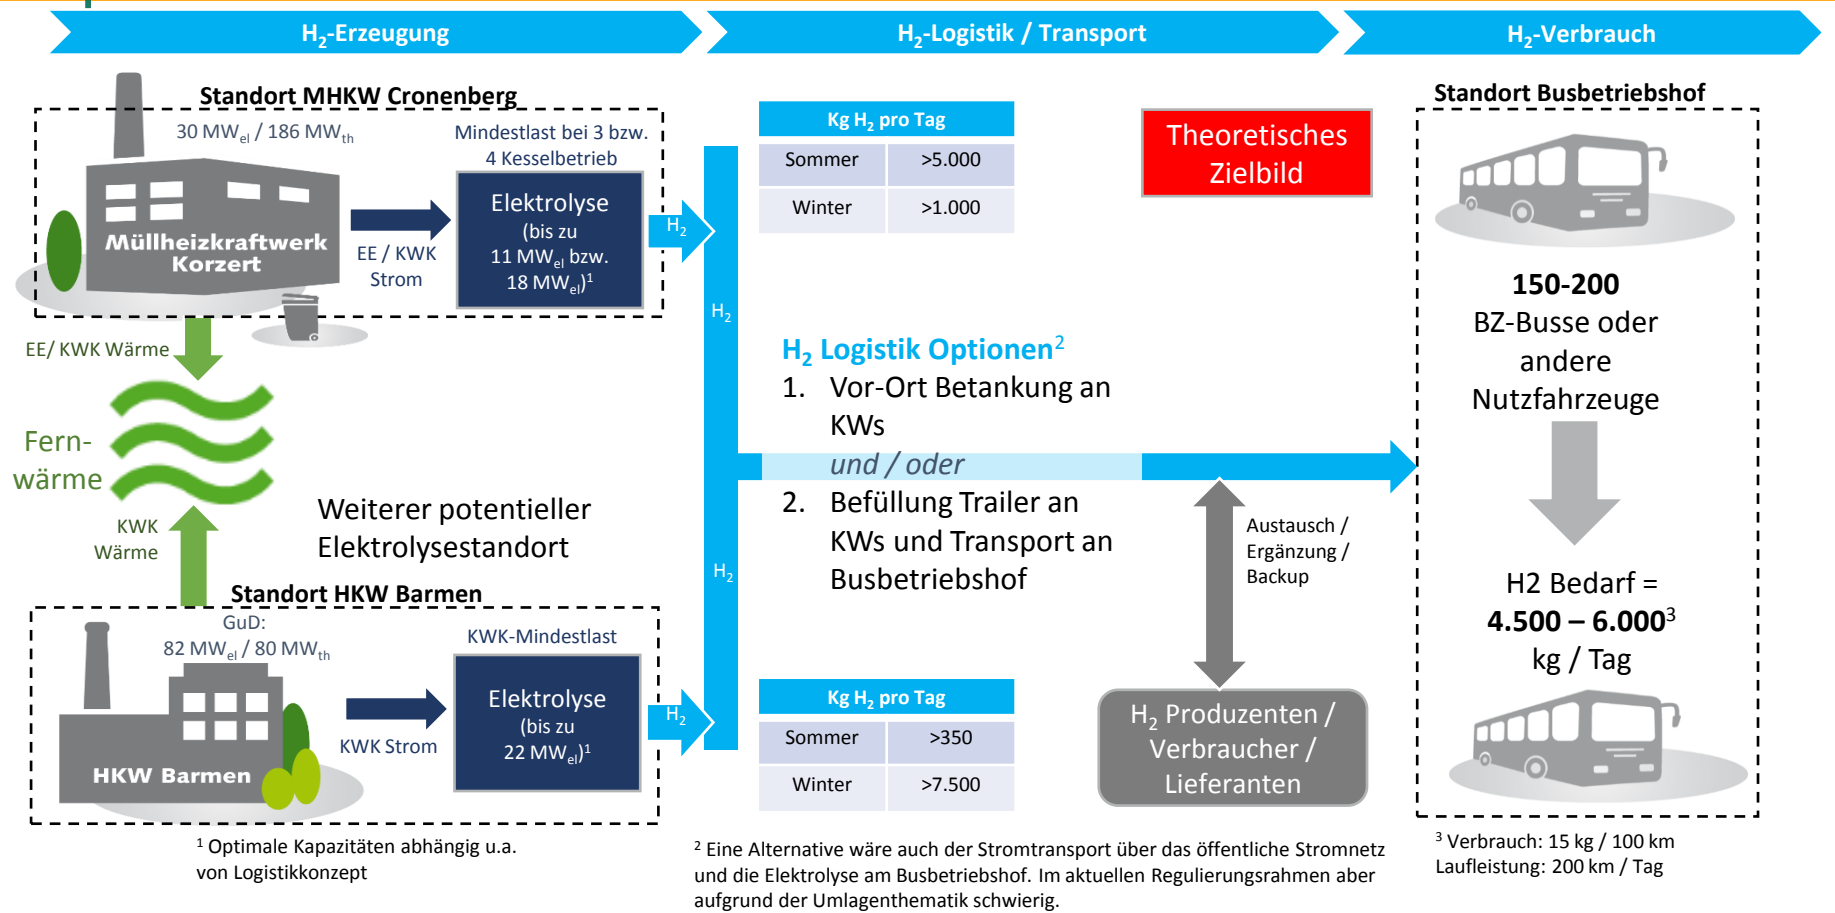 H2-Erzeugung
H2-Logistik / Transport
H2-Verbrauch
Standort MHKW Cronenberg
30 MWel / 186 MWth
Mindestlast bei 3 bzw.
4 Kesselbetrieb
Müllheizkraftwerk
Korzert
EE / KWK
Strom
Elektrolyse
(bis zu
11 MWel bzw.
18 MWel)1
H2
EE/ KWK Wärme
Fern-
wärme
KWK
Wärme
Weiterer potentieller
Elektrolysestandort
Standort HKW Barmen
GuD:
82 MWel / 80 MWth
KWK-Mindestlast
HKW Barmen
KWK Strom
Elektrolyse
(bis zu
22 MWel)1
H2
1 Optimale Kapazitäten abhängig u.a.
von Logistikkonzept
H2
H2
Kg H2 pro Tag
Sommer >5.000
Winter >1.000
Theoretisches
Zielbild
H2 Logistik Optionen2
1. Vor-Ort Betankung an
KWs
und / oder
2. Befüllung Trailer an
KWs und Transport an
Busbetriebshof
Austausch /
Ergänzung /
Backup
Kg H2 pro Tag
Sommer >350
Winter >7.500
H2 Produzenten /
Verbraucher /
Lieferanten
2 Eine Alternative wäre auch der Stromtransport über das öffentliche Stromnetz
und die Elektrolyse am Busbetriebshof. Im aktuellen Regulierungsrahmen aber
aufgrund der Umlagenthematik schwierig.
Standort Busbetriebshof
150-200
BZ-Busse oder
andere
Nutzfahrzeuge
H2 Bedarf =
4.500 – 6.0003
kg / Tag
3 Verbrauch: 15 kg / 100 km
Laufleistung: 200 km / Tag